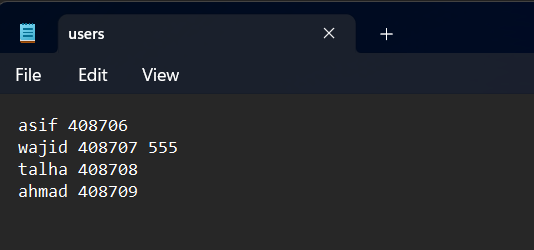 users
File Edit View
asif 408706
wajid 408707 555
talha 408708
ahmad 408709